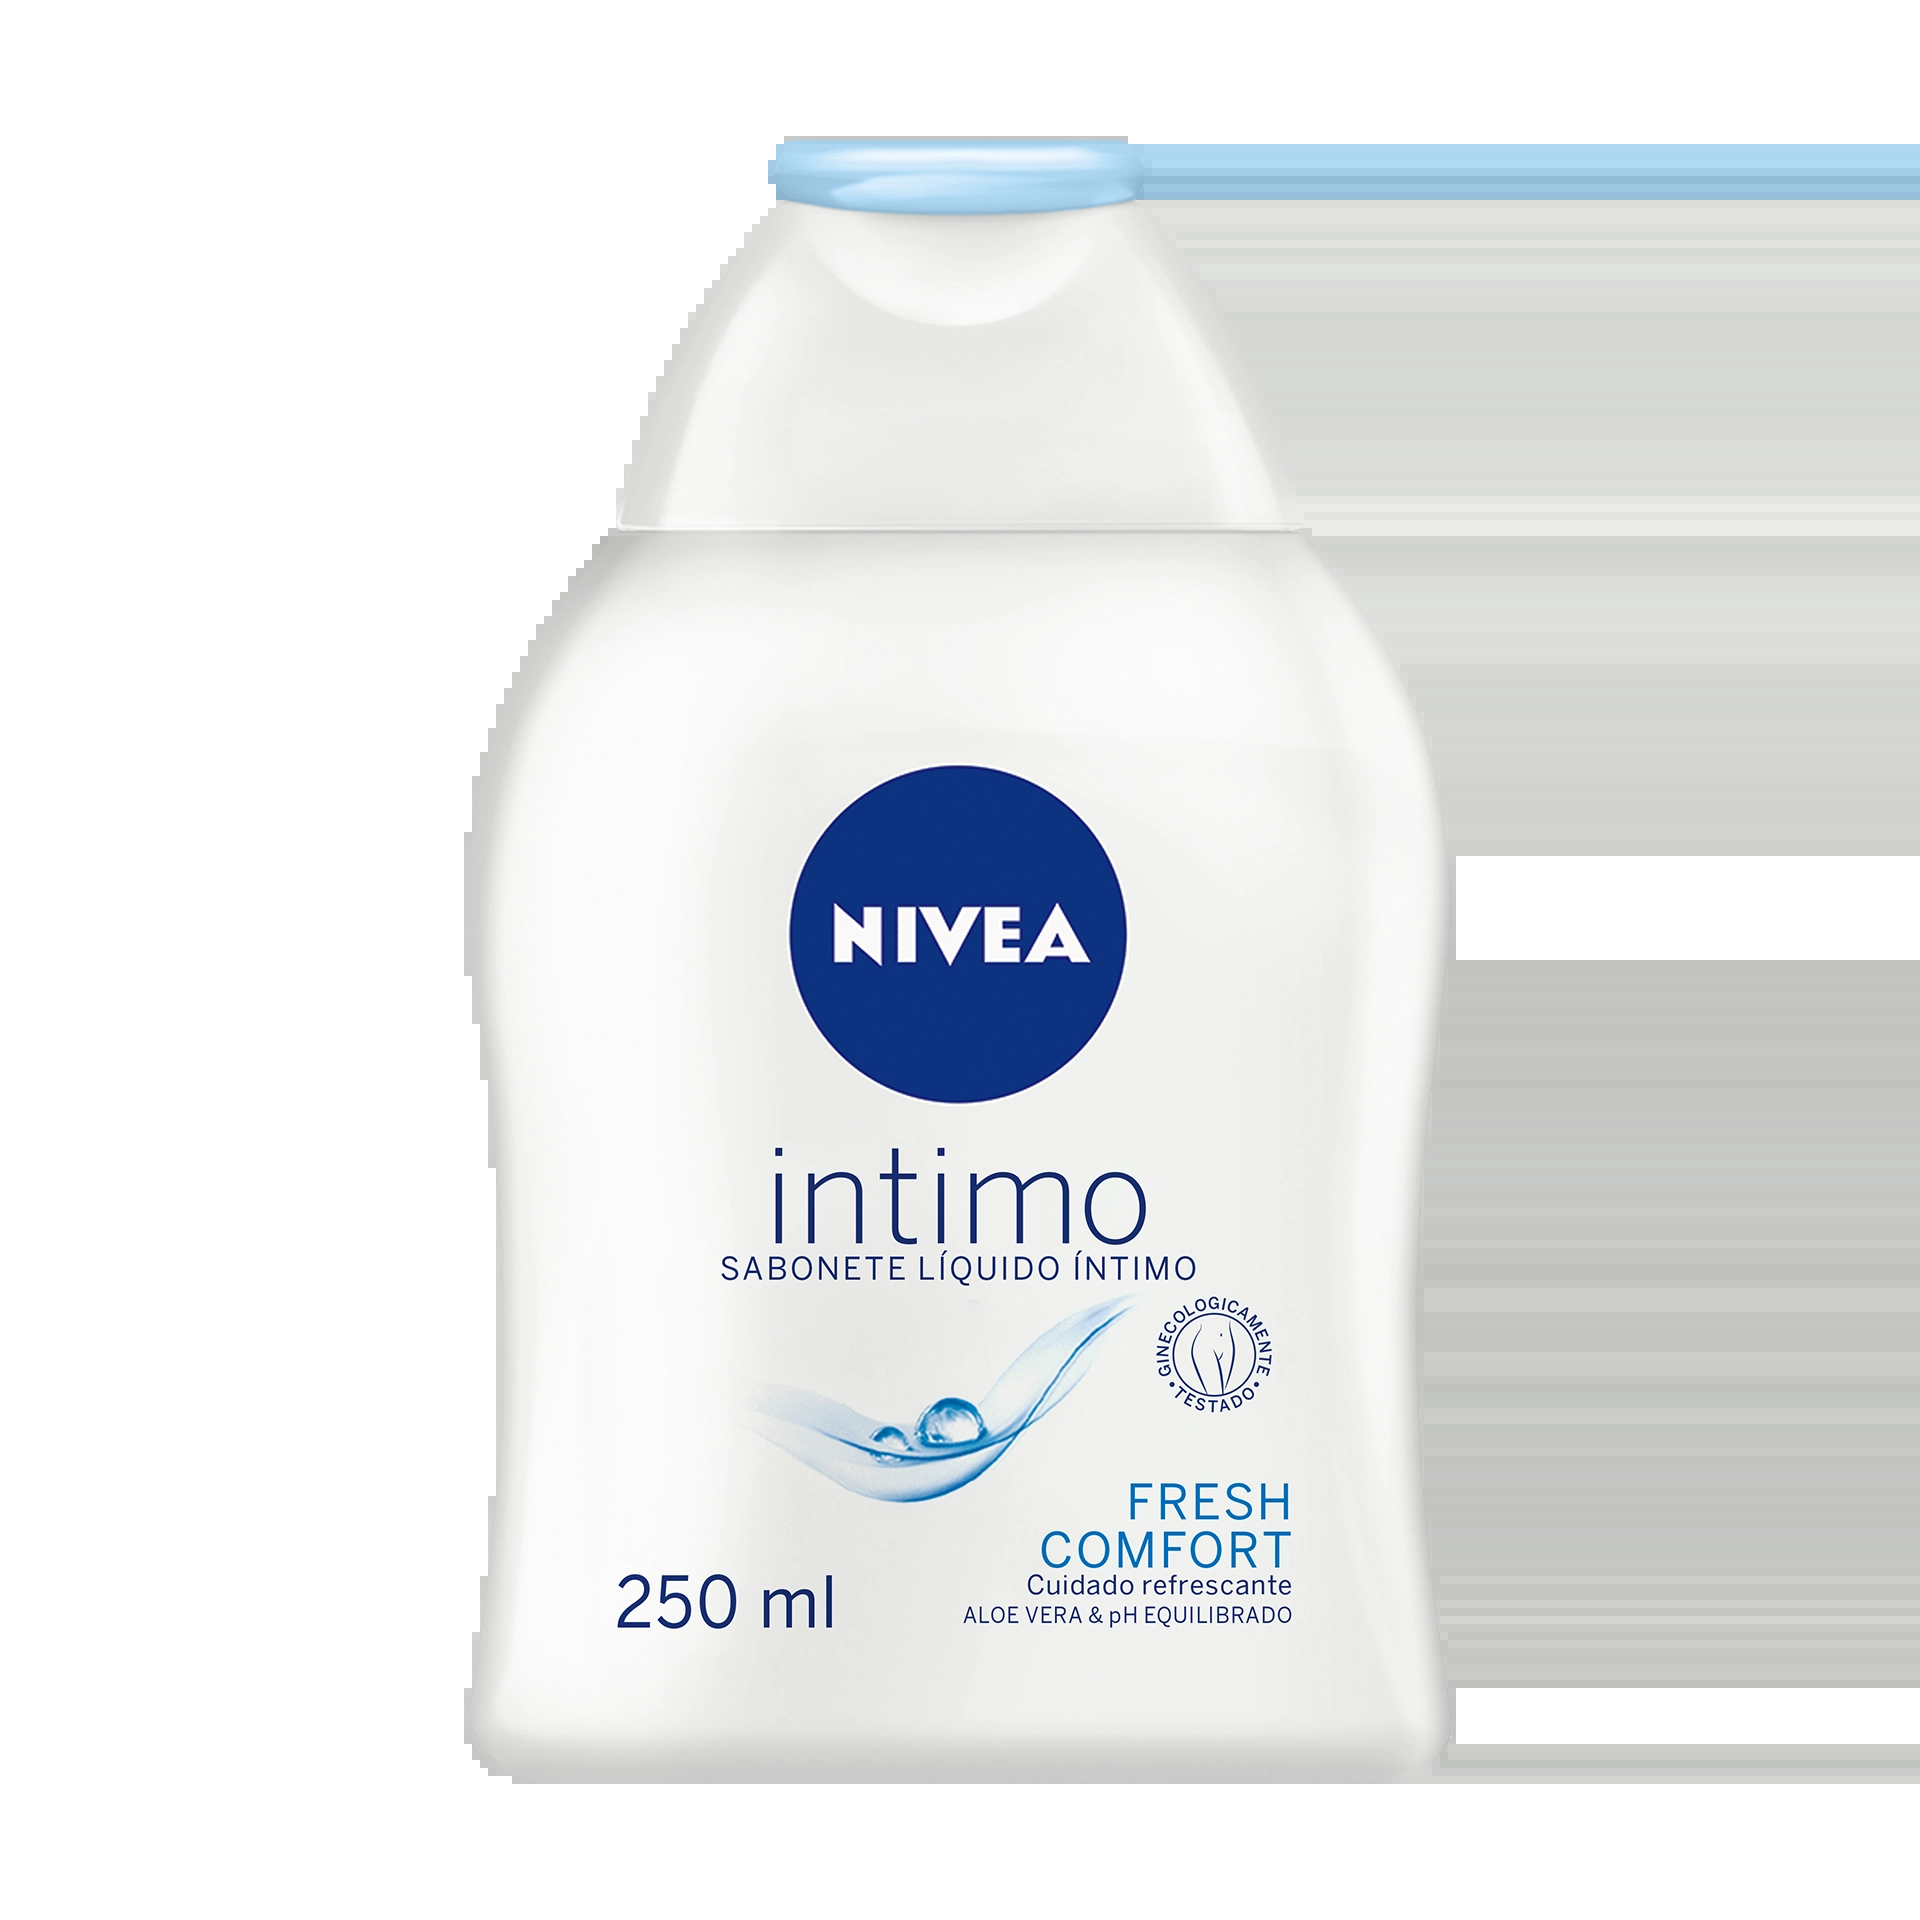 NIVEA
intimo
SABONETE LÍQUIDO ÍNTIMO
GINECOLOGICAMENTE
• TESTADO •
FRESH
COMFORT
Cuidado refrescante
ALOE VERA & pH EQUILIBRADO
250 ml